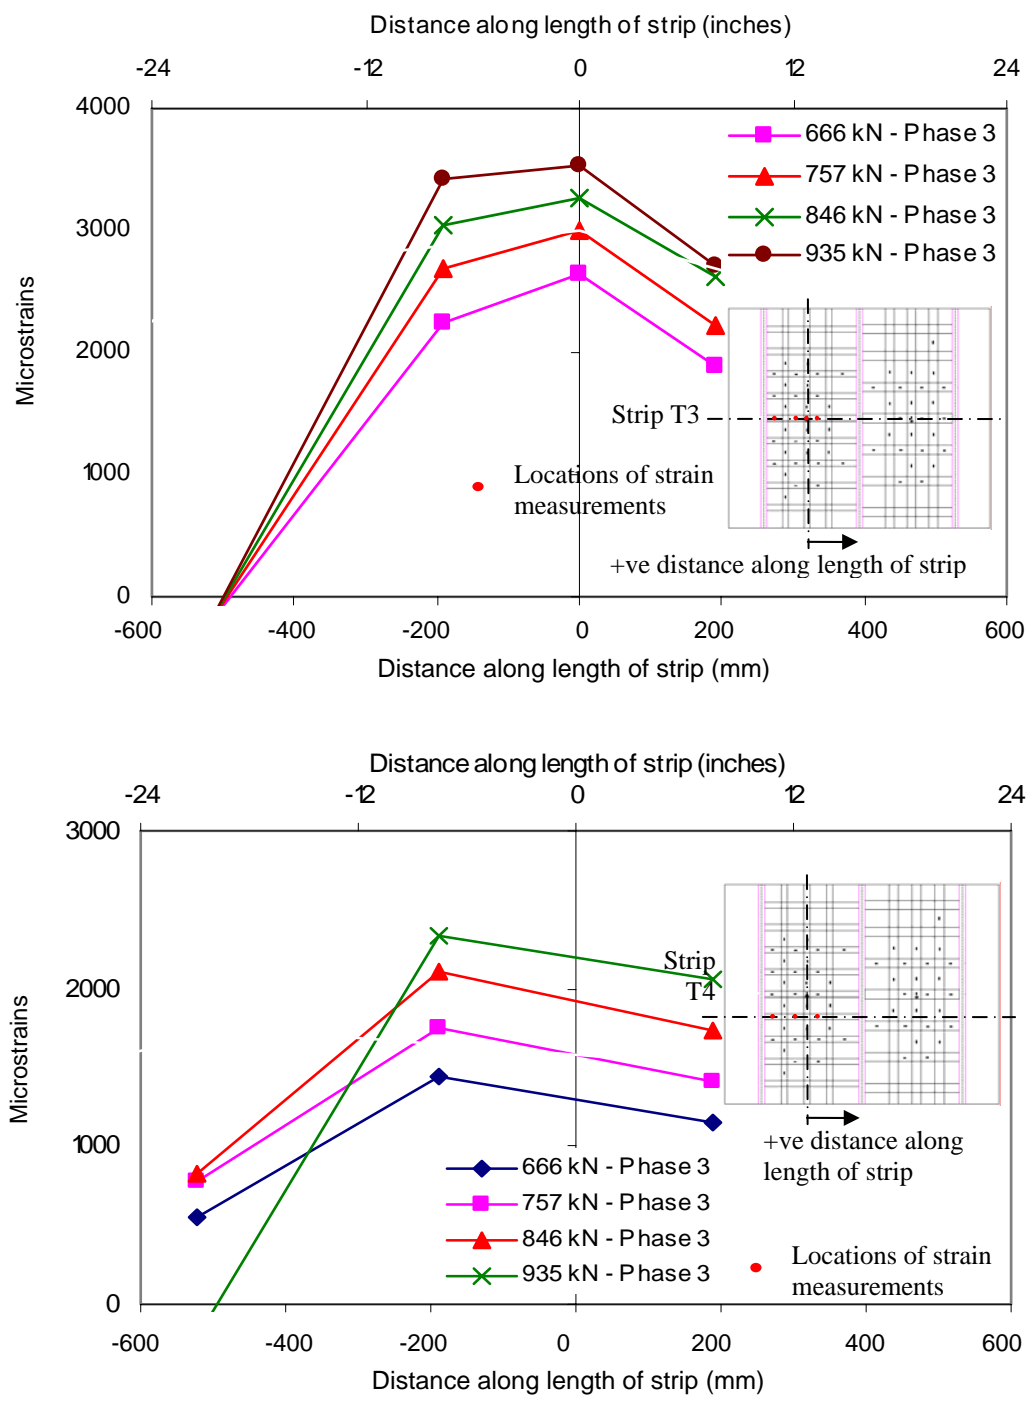 Distance along length of strip (inches)
-24 -12 0 12 24
4000
3000
2000
1000
0
Microstrains
666 kN - Phase 3
757 kN - Phase 3
846 kN - Phase 3
935 kN - Phase 3
Strip T3
Locations of strain
measurements
+ve distance along length of strip
-600 -400 -200 0 200 400 600
Distance along length of strip (mm)
Distance along length of strip (inches)
-24 -12 0 12 24
3000
2000
1000
0
Microstrains
Strip
T4
+ve distance along
length of strip
666 kN - Phase 3
757 kN - Phase 3
846 kN - Phase 3
935 kN - Phase 3
Locations of strain
measurements
-600 -400 -200 0 200 400 600
Distance along length of strip (mm)